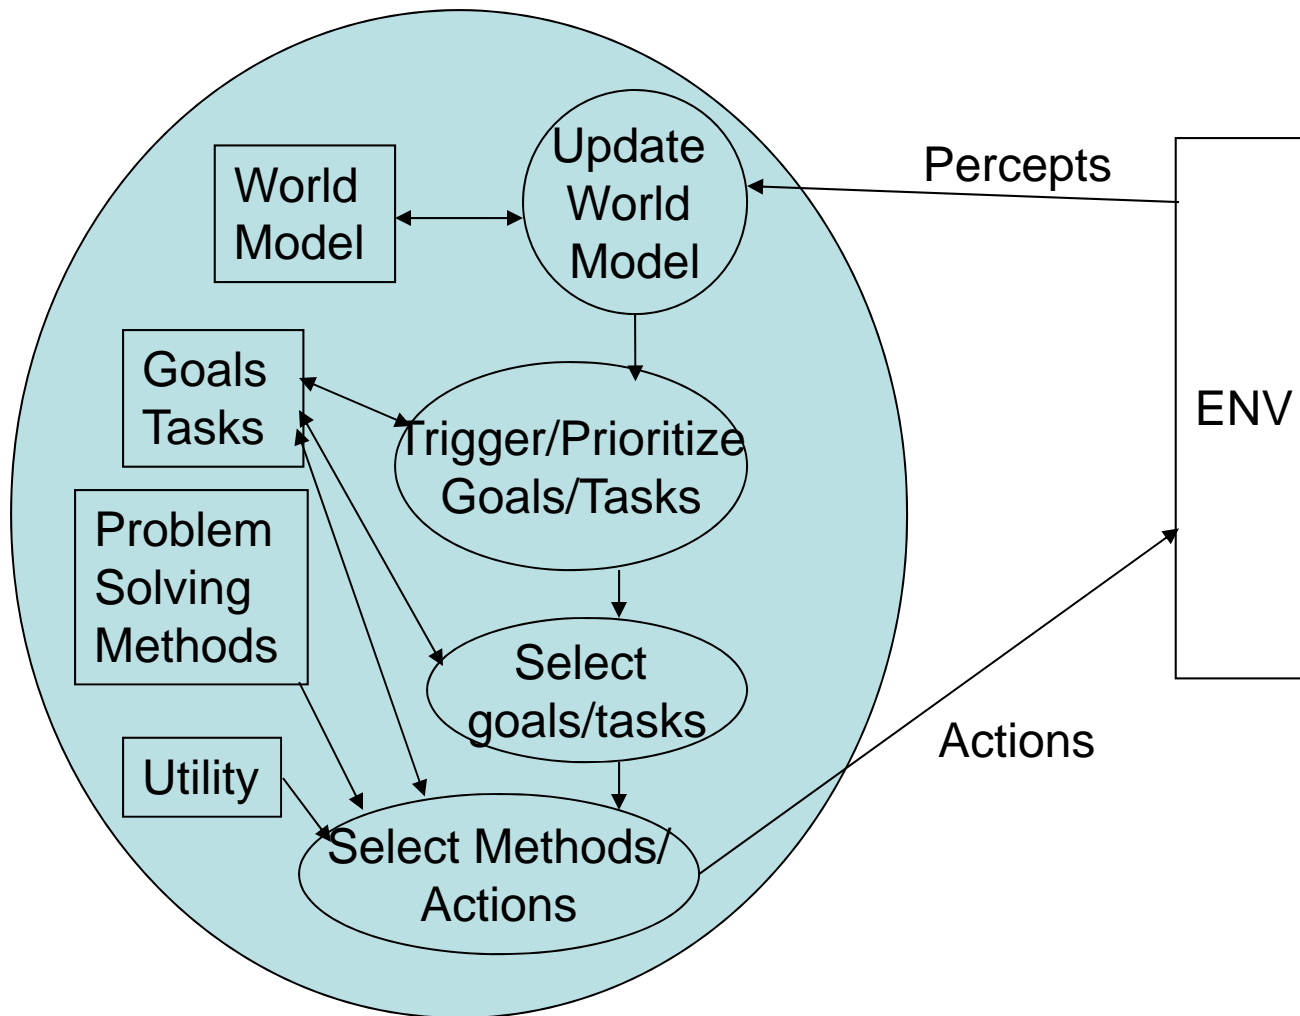 Update
World
Model
Percepts
World
Model
Goals
Tasks
Trigger/Prioritize
Goals/Tasks
ENV
Problem
Solving
Methods
Select
goals/tasks
Actions
Utility
Select Methods/
Actions